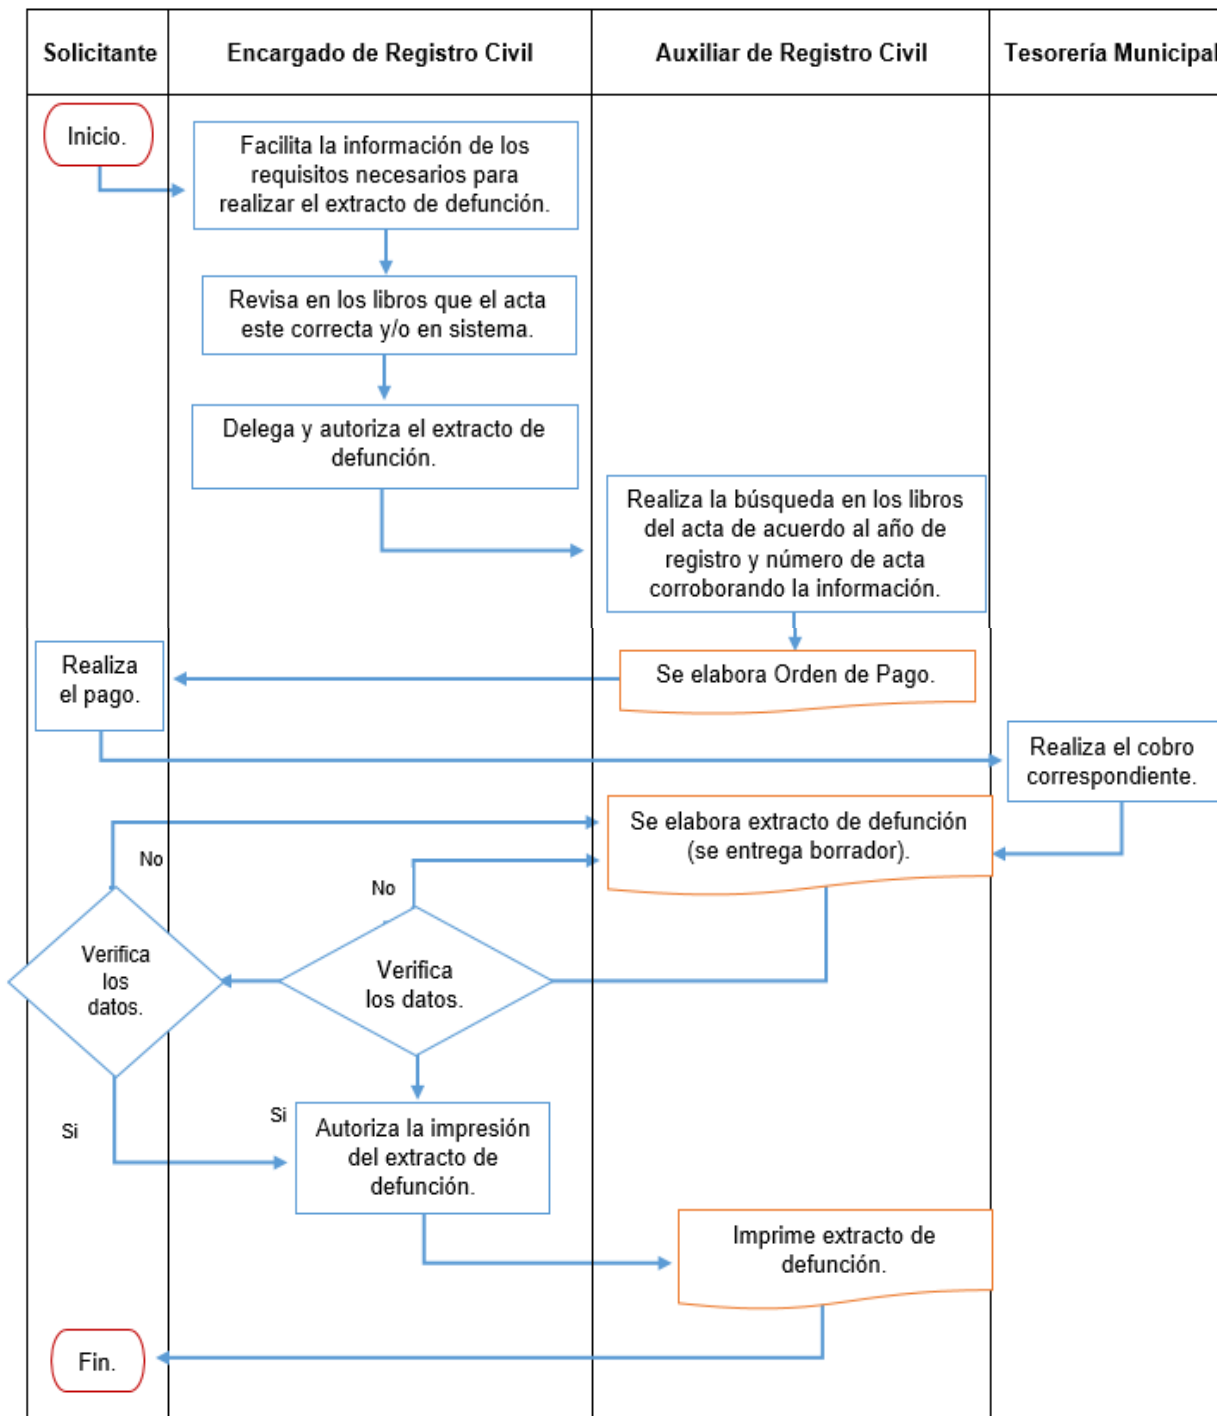 Solicitante
Encargado de Registro Civil
Auxiliar de Registro Civil
Tesorería Municipal
Inicio.
Facilita la información de los
requisitos necesarios para
realizar el extracto de defunción.
Revisa en los libros que el acta
este correcta y/o en sistema.
Delega y autoriza el extracto de
defunción.
Realiza la búsqueda en los libros
del acta de acuerdo al año de
registro y número de acta
corroborando la información.
Se elabora Orden de Pago.
Realiza
el pago.
Realiza el cobro
correspondiente.
Se elabora extracto de defunción
(se entrega borrador).
No
No
Verifica
los
datos.
Verifica
los datos.
Si
Si
Autoriza la impresión
del extracto de
defunción.
Imprime extracto de
defunción.
Fin.